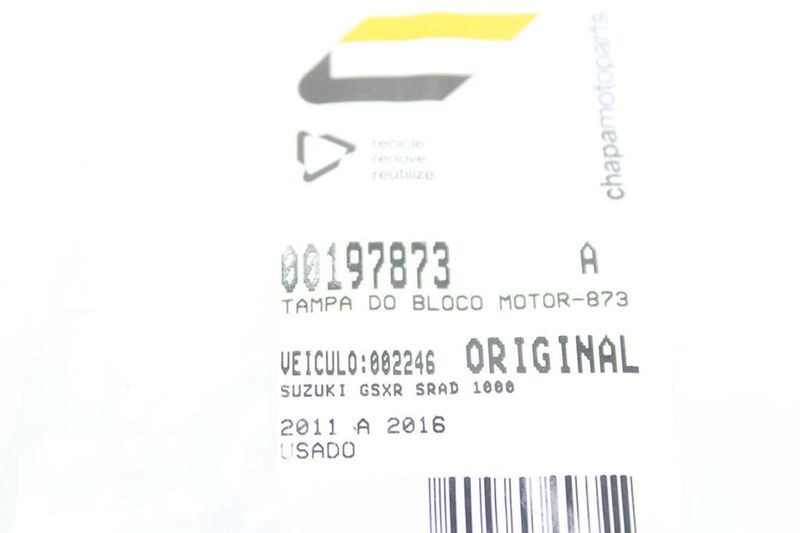 chapamotoparts
recicle
renove
reutilize
00197873 A
TAMPA DO BLOCO MOTOR-873
VEICULO:002246 ORIGINAL
SUZUKI GSXR SRAD 1000
2011 A 2016
USADO